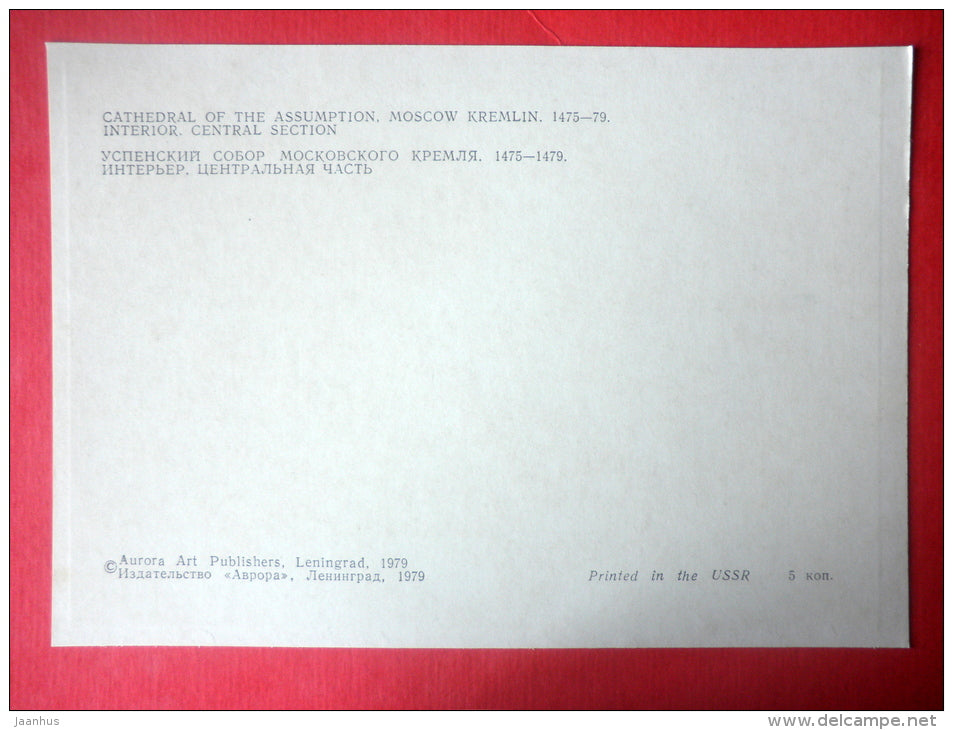 CATHEDRAL OF THE ASSUMPTION, MOSCOW KREMLIN. 1475—79.
INTERIOR. CENTRAL SECTION
УСПЕНСКИЙ СОБОР МОСКОВСКОГО КРЕМЛЯ. 1475—1479.
ИНТЕРЬЕР. ЦЕНТРАЛЬНАЯ ЧАСТЬ
© Aurora Art Publishers, Leningrad, 1979
Издательство «Аврора», Ленинград, 1979
Printed in the USSR 5 коп.
Jaanhus
www.delcampe.net